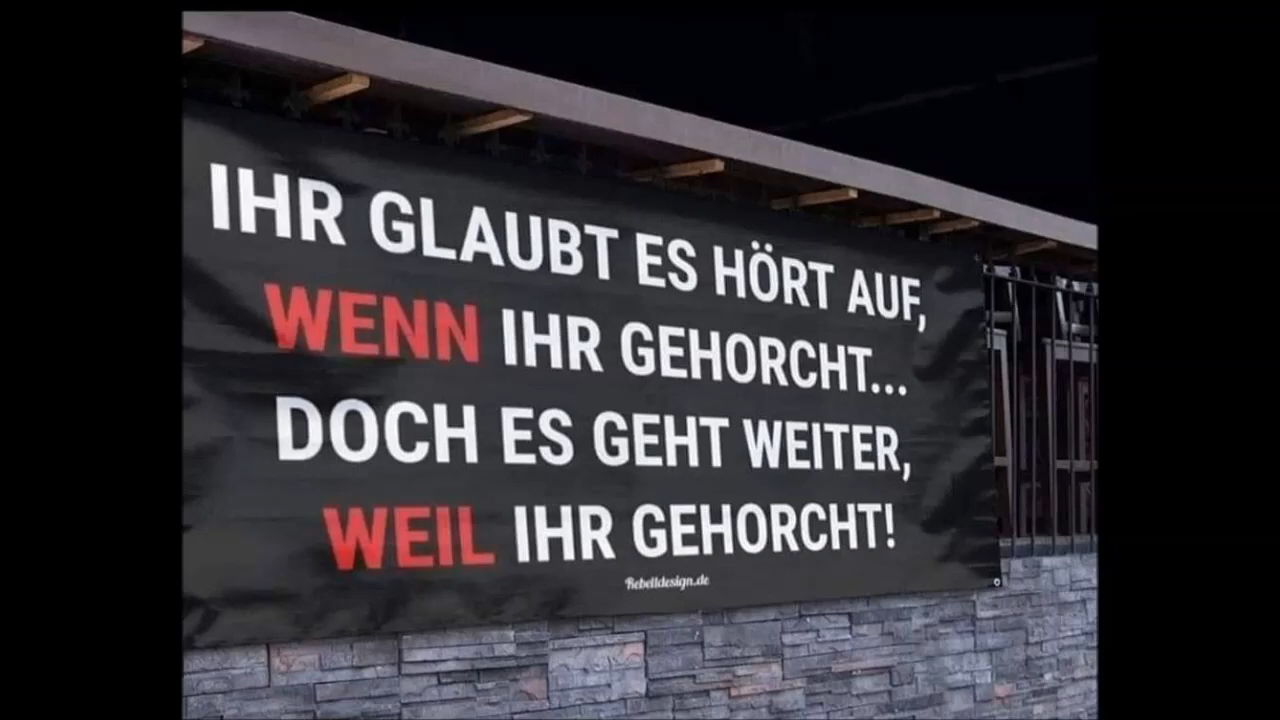 IHR GLAUBT ES HÖRT AUF,
WENN IHR GEHORCHT...
DOCH ES GEHT WEITER,
WEIL IHR GEHORCHT!
Rebelldesign.de